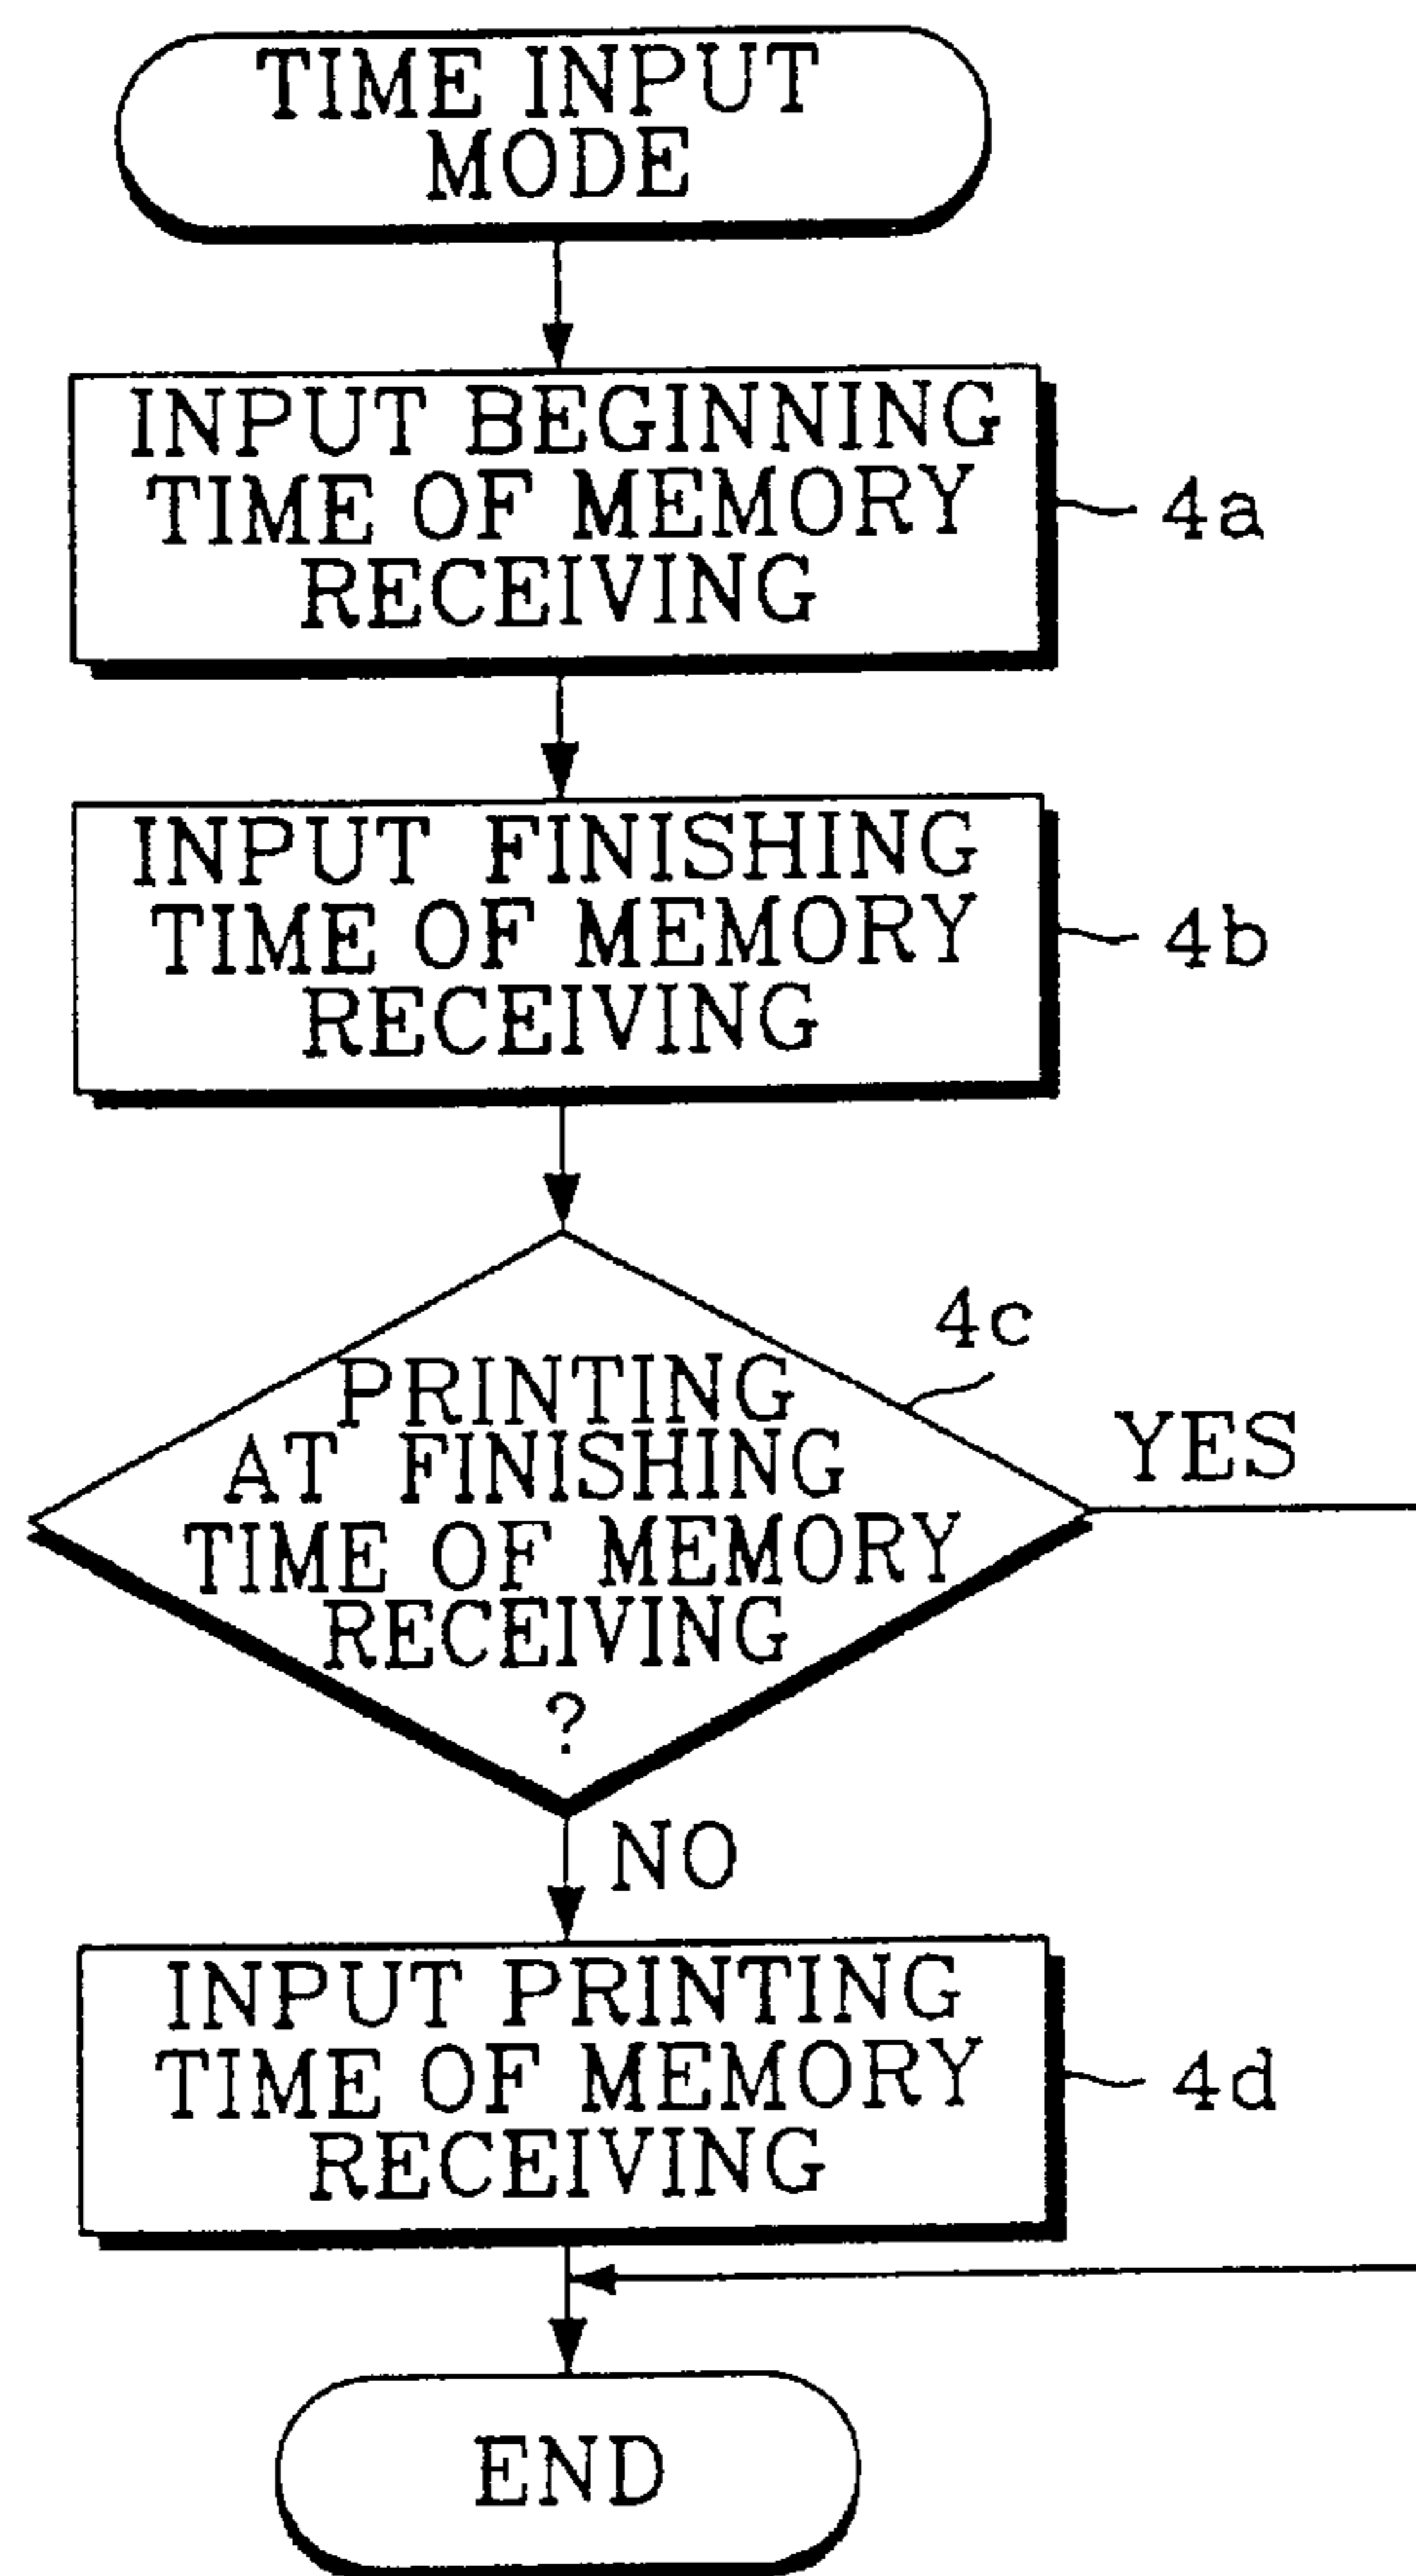 TIME INPUT
MODE
INPUT BEGINNING
TIME OF MEMORY
RECEIVING
4a
INPUT FINISHING
TIME OF MEMORY
RECEIVING
4b
4c
PRINTING
AT FINISHING
TIME OF MEMORY
RECEIVING
?
YES
NO
INPUT PRINTING
TIME OF MEMORY
RECEIVING
4d
END